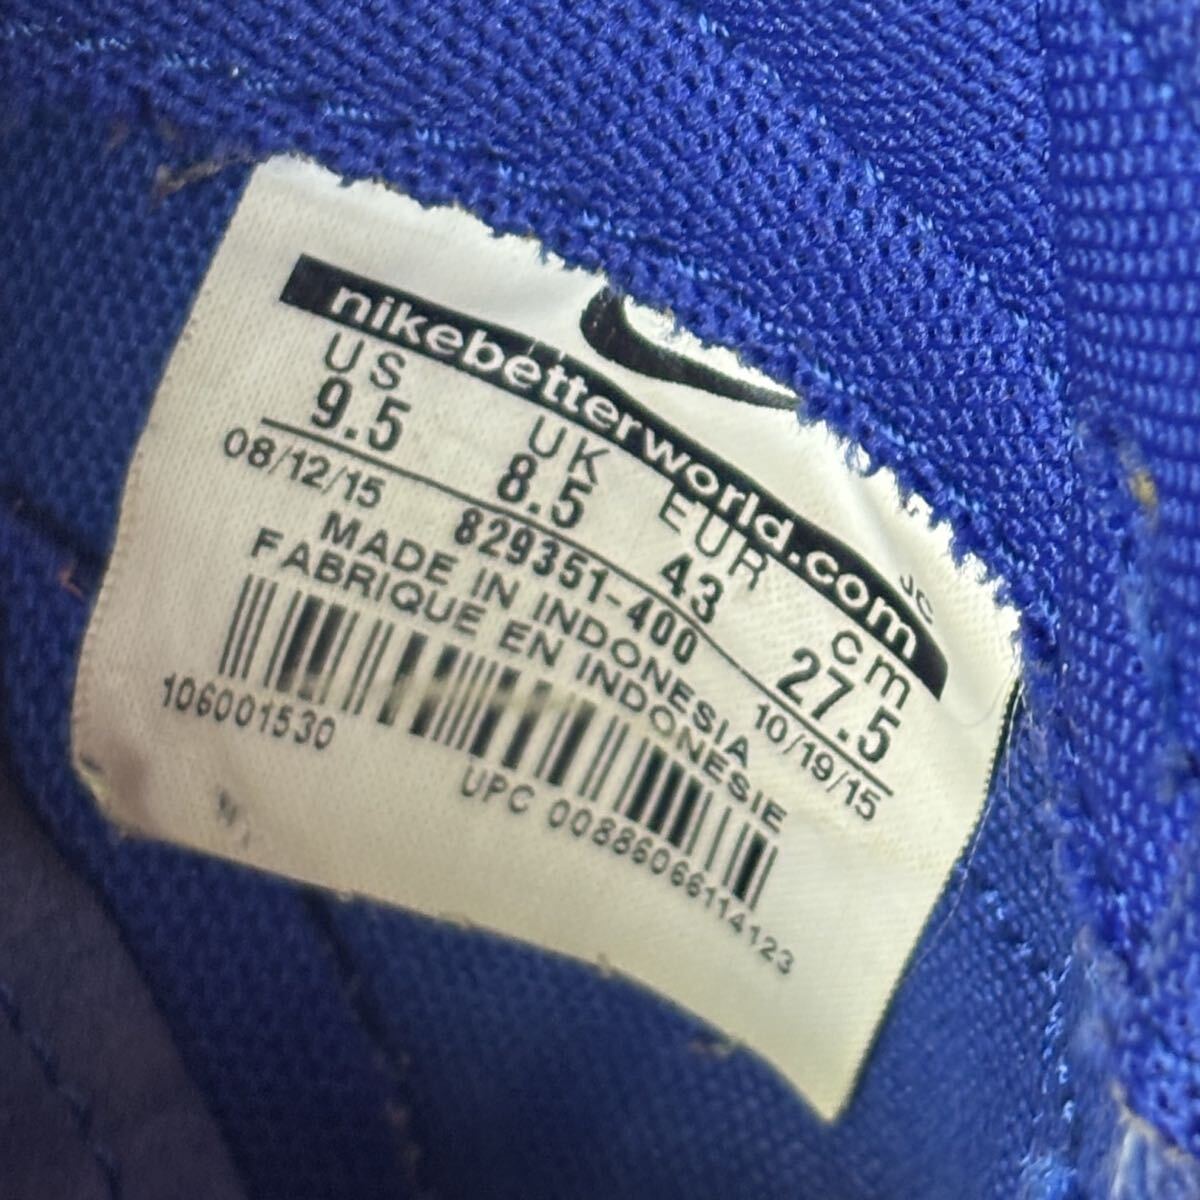 nikebetterworld.com
US UK EUR cm
9.5 8.5 43 27.5
08/12/15 829351-400 10/19/15
MADE IN INDONESIA
FABRIQUE EN INDONESIE
106001530
UPC 00886066114123
JC